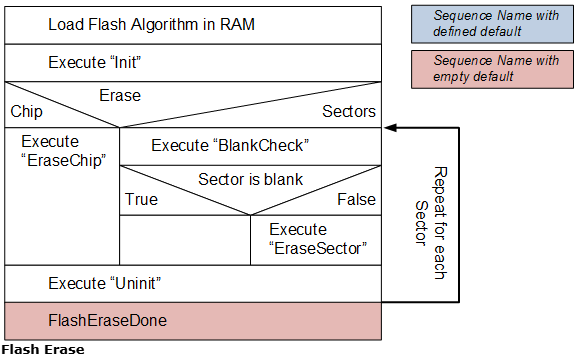 Load Flash Algorithm in RAM
Sequence Name with
defined default
Execute “Init”
Sequence Name with
empty default
Erase
Chip
Sectors
Execute
“EraseChip”
Execute “BlankCheck”
Sector is blank
True
False
Execute
“EraseSector”
Repeat for each
Sector
Execute “Uninit”
FlashEraseDone
Flash Erase